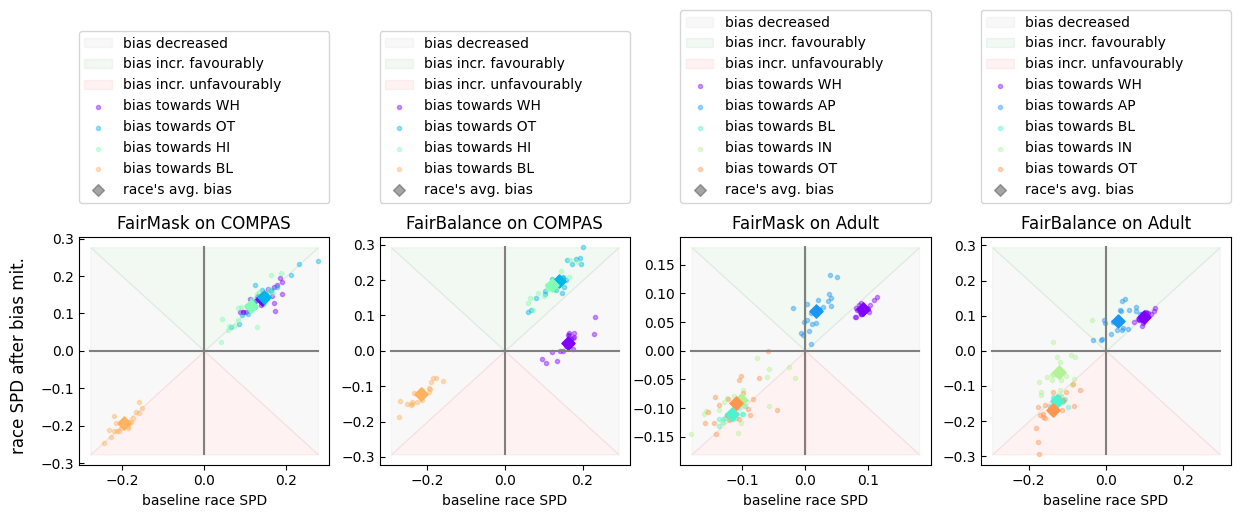 bias decreased
bias incr. favourably
bias incr. unfavourably
bias towards WH
bias towards OT
bias towards HI
bias towards BL
race's avg. bias
bias decreased
bias incr. favourably
bias incr. unfavourably
bias towards WH
bias towards OT
bias towards HI
bias towards BL
race's avg. bias
bias decreased
bias incr. favourably
bias incr. unfavourably
bias towards WH
bias towards AP
bias towards BL
bias towards IN
bias towards OT
race's avg. bias
bias decreased
bias incr. favourably
bias incr. unfavourably
bias towards WH
bias towards AP
bias towards BL
bias towards IN
bias towards OT
race's avg. bias
race SPD after bias mit.
FairMask on COMPAS
0.3
0.2
0.1
0.0
−0.1
−0.2
−0.3
−0.2 0.0 0.2
baseline race SPD
FairBalance on COMPAS
0.3
0.2
0.1
0.0
−0.1
−0.2
−0.3
−0.2 0.0 0.2
baseline race SPD
FairMask on Adult
0.15
0.10
0.05
0.00
−0.05
−0.10
−0.15
−0.1 0.0 0.1
baseline race SPD
FairBalance on Adult
0.3
0.2
0.1
0.0
−0.1
−0.2
−0.3
−0.2 0.0 0.2
baseline race SPD